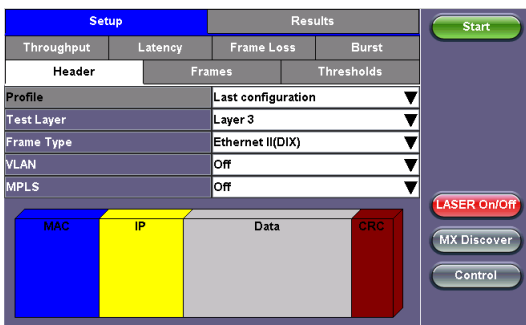 Setup Results
Start
Throughput Latency Frame Loss Burst
Header Frames Thresholds
Profile Last configuration
Test Layer Layer 3
Frame Type Ethernet II(DIX)
VLAN Off
MPLS Off
LASER On/Off
MAC IP Data CRC
MX Discover
Control